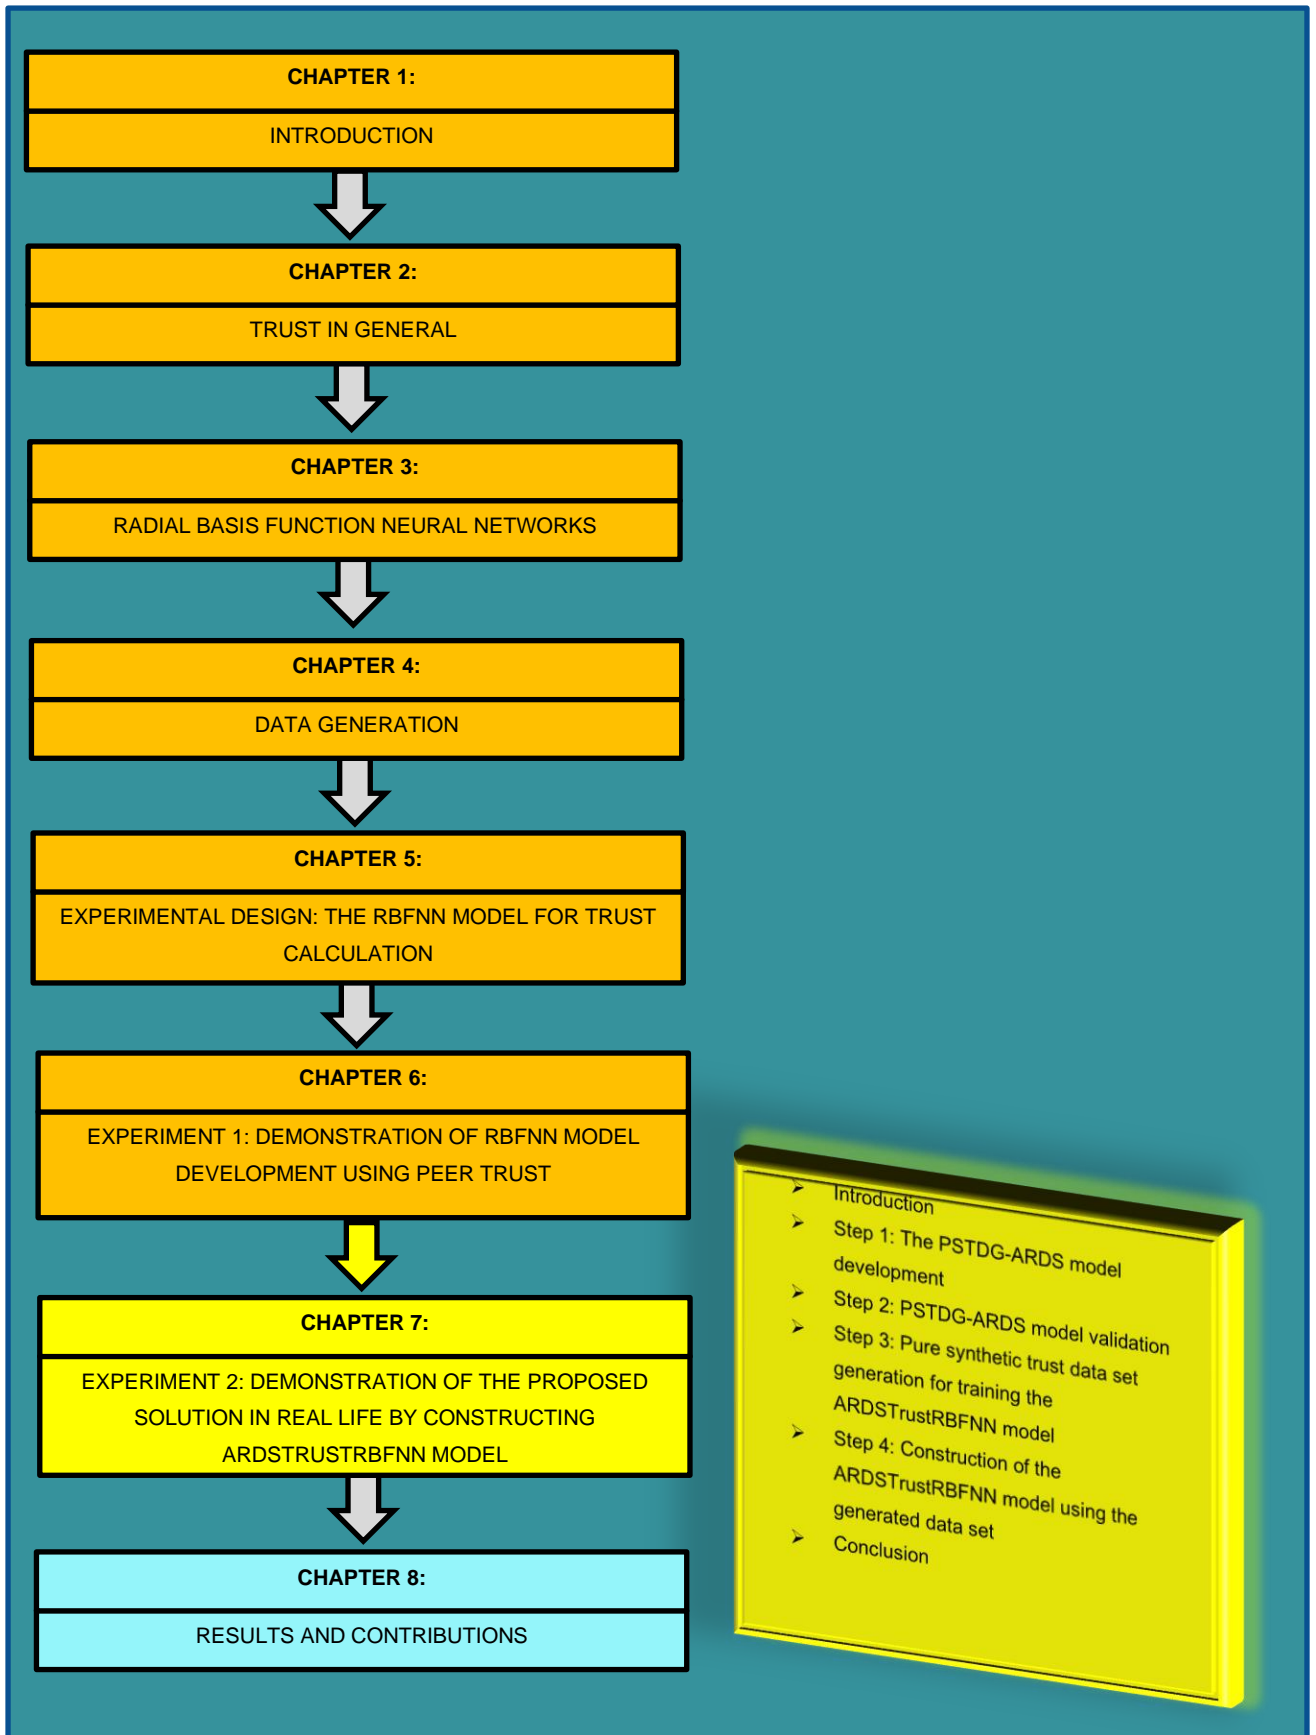 CHAPTER 1:
INTRODUCTION
CHAPTER 2:
TRUST IN GENERAL
CHAPTER 3:
RADIAL BASIS FUNCTION NEURAL NETWORKS
CHAPTER 4:
DATA GENERATION
CHAPTER 5:
EXPERIMENTAL DESIGN: THE RBFNN MODEL FOR TRUST
CALCULATION
CHAPTER 6:
EXPERIMENT 1: DEMONSTRATION OF RBFNN MODEL
DEVELOPMENT USING PEER TRUST
CHAPTER 7:
EXPERIMENT 2: DEMONSTRATION OF THE PROPOSED
SOLUTION IN REAL LIFE BY CONSTRUCTING
ARDSTRUSTRBFNN MODEL
CHAPTER 8:
RESULTS AND CONTRIBUTIONS
➢ Introduction
➢ Step 1: The PSTDG-ARDS model
development
➢ Step 2: PSTDG-ARDS model validation
➢ Step 3: Pure synthetic trust data set
generation for training the
ARDSTrustRBFNN model
➢ Step 4: Construction of the
ARDSTrustRBFNN model using the
generated data set
➢ Conclusion